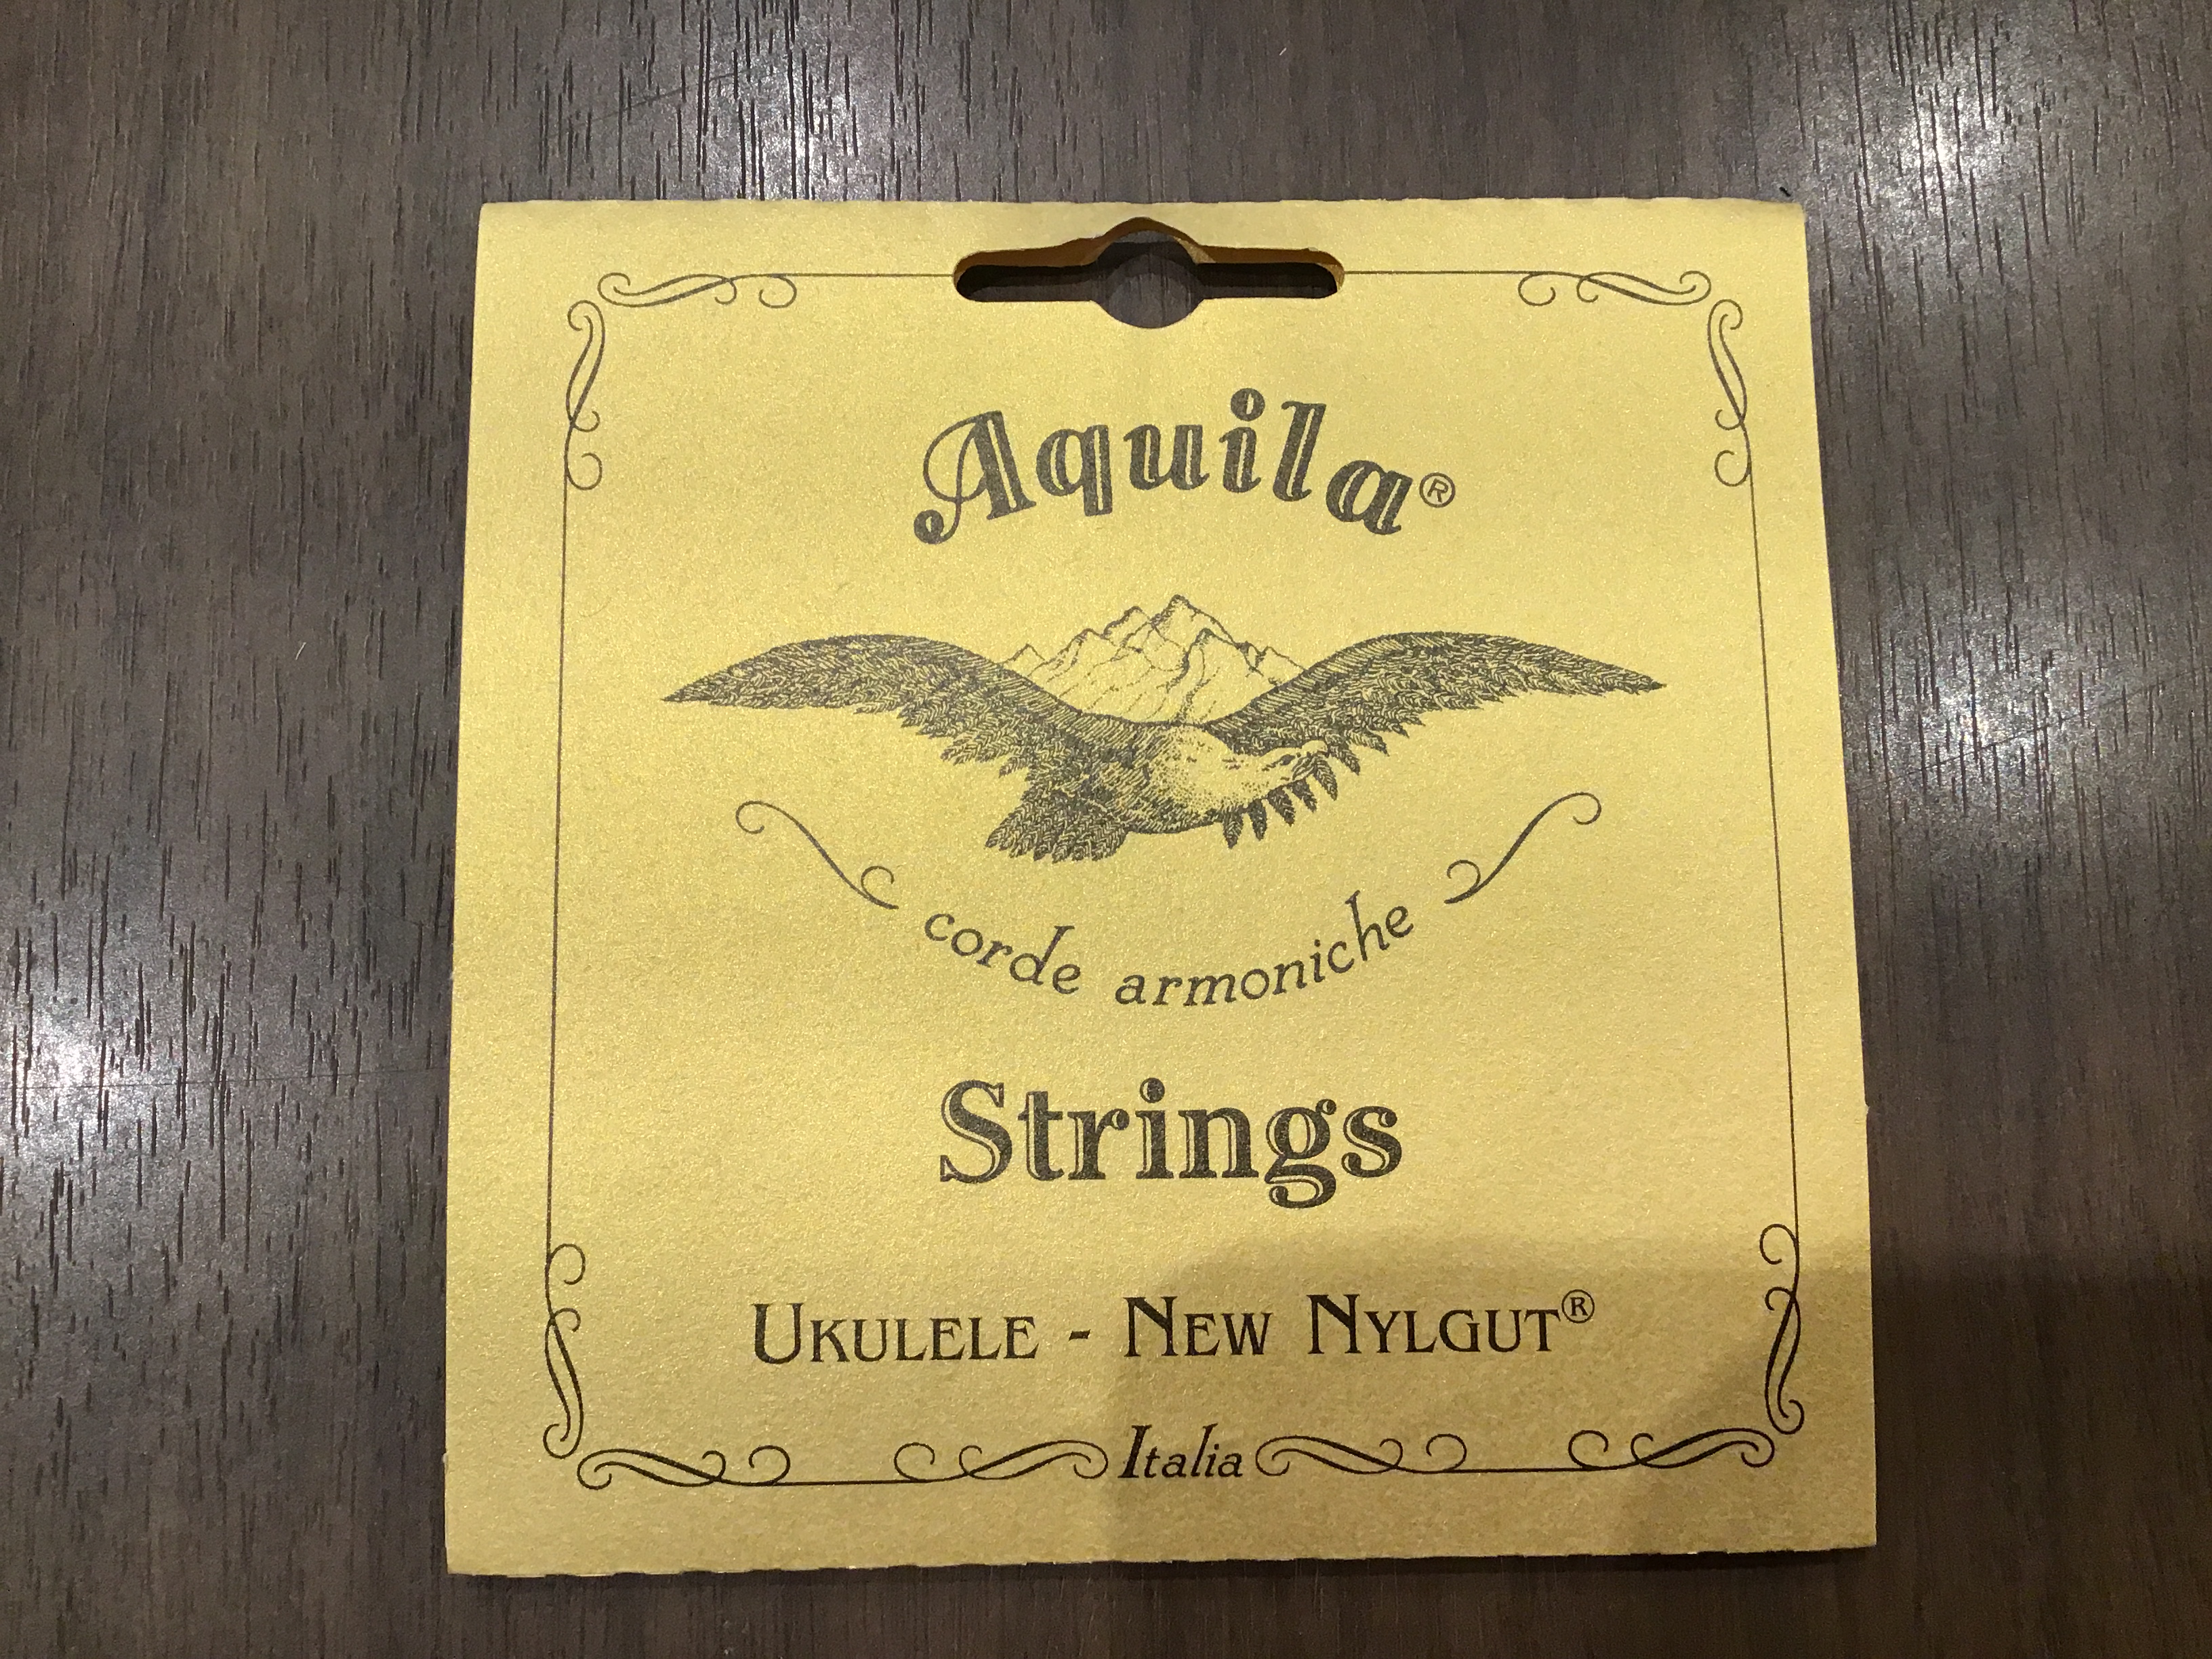 Aquila®
corde armoniche
Strings
UKULELE - NEW NYLGUT®
Italia